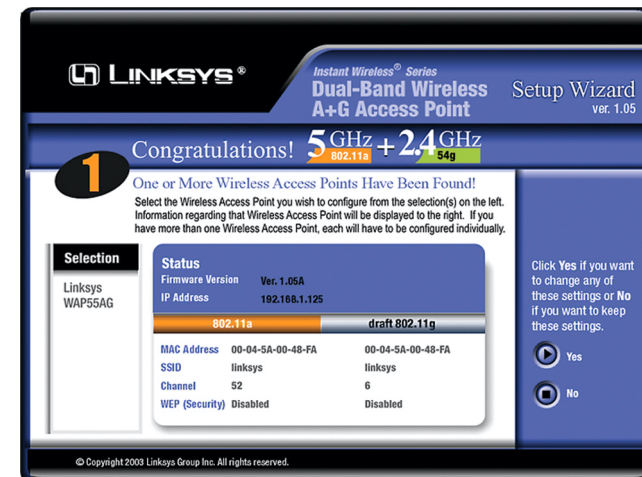 LINKSYS®
Instant Wireless® Series
Dual-Band Wireless
A+G Access Point
Setup Wizard
ver. 1.05
Congratulations! 5 GHz 802.11a + 2.4 GHz 54g
1
One or More Wireless Access Points Have Been Found!
Select the Wireless Access Point you wish to configure from the selection(s) on the left.
Information regarding that Wireless Access Point will be displayed to the right. If you
have more than one Wireless Access Point, each will have to be configured individually.
Selection
Linksys
WAP55AG
Status
Firmware Version Ver. 1.05A
IP Address 192.168.1.125
802.11a draft 802.11g
MAC Address 00-04-5A-00-48-FA 00-04-5A-00-48-FA
SSID linksys linksys
Channel 52 6
WEP (Security) Disabled Disabled
Click Yes if you want
to change any of
these settings or No
if you want to keep
these settings.
Yes
No
© Copyright 2003 Linksys Group Inc. All rights reserved.